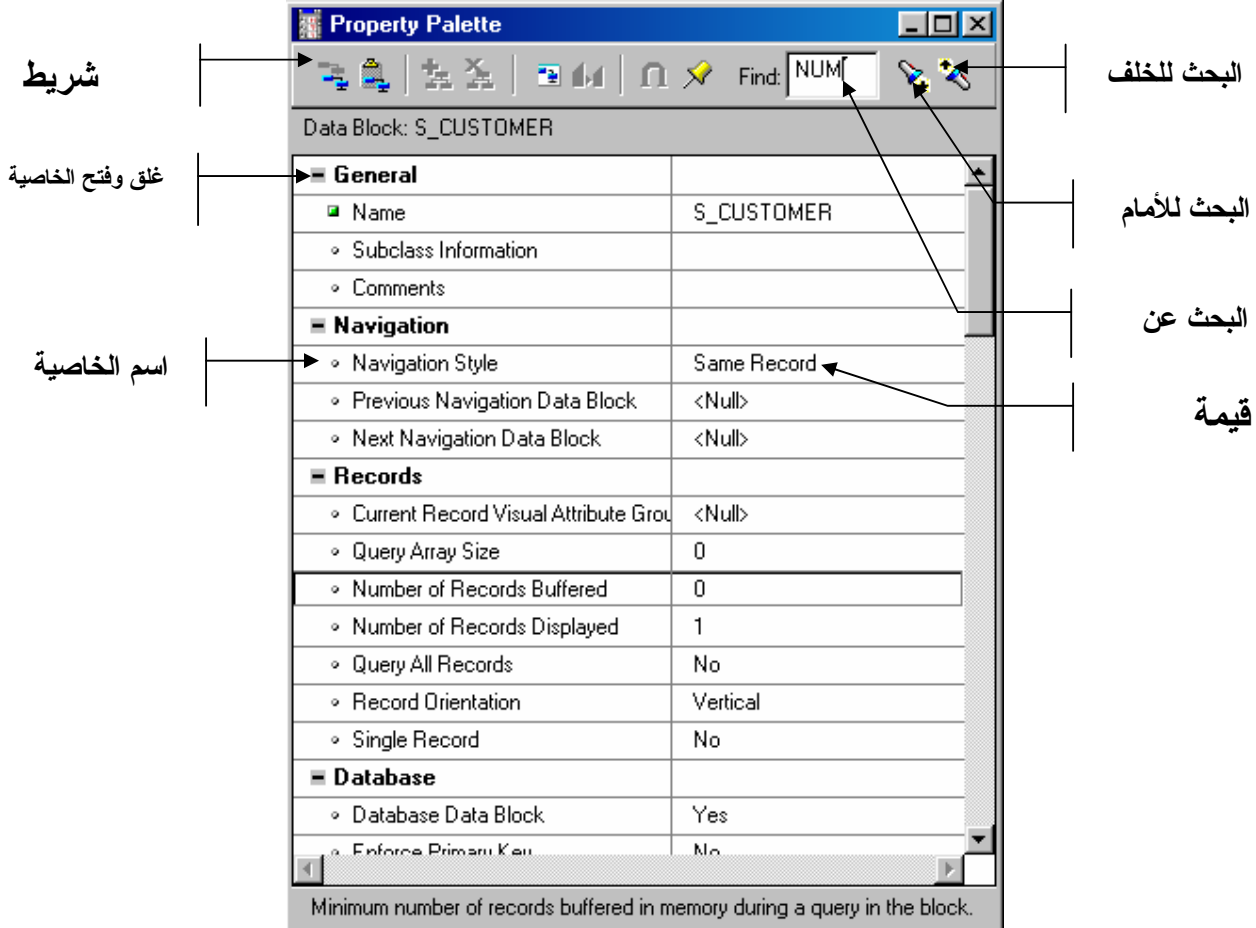 Property Palette
Find: NUM
Data Block: S_CUSTOMER
General
Name S_CUSTOMER
Subclass Information
Comments
Navigation
Navigation Style Same Record
Previous Navigation Data Block <Null>
Next Navigation Data Block <Null>
Records
Current Record Visual Attribute Grou <Null>
Query Array Size 0
Number of Records Buffered 0
Number of Records Displayed 1
Query All Records No
Record Orientation Vertical
Single Record No
Database
Database Data Block Yes
Enforce Primary Key No
Minimum number of records buffered in memory during a query in the block.
شريط
غلق وفتح الخاصية
اسم الخاصية
البحث للخلف
البحث للأمام
البحث عن
قيمة